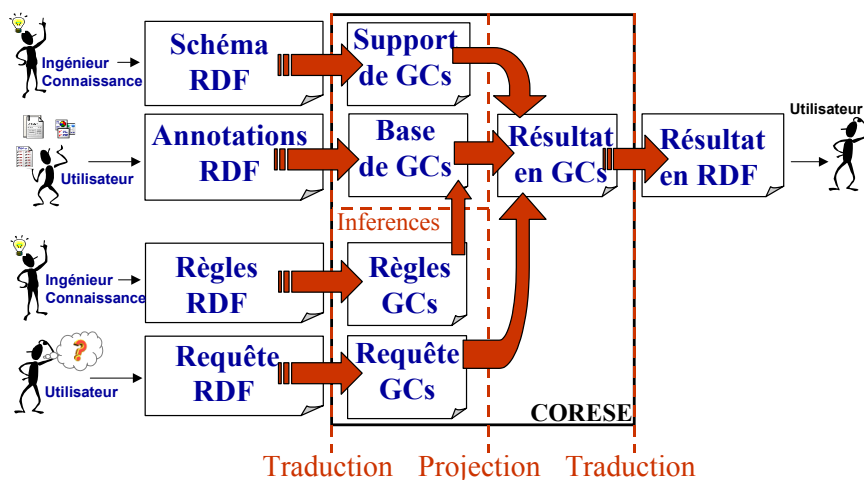 Ingénieur
Connaissance
Schéma
RDF
Support
de GCs
Utilisateur
Annotations
RDF
Base
de GCs
Résultat
en GCs
Résultat
en RDF
Utilisateur
Inferences
Ingénieur
Connaissance
Règles
RDF
Règles
GCs
?
Utilisateur
Requête
RDF
Requête
GCs
CORESE
Traduction
Projection
Traduction